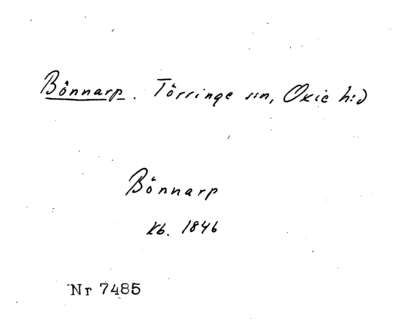 Bönnarp. Törringe sn, Oxie h:d
Bönnarp
kb. 1846
Nr 7485